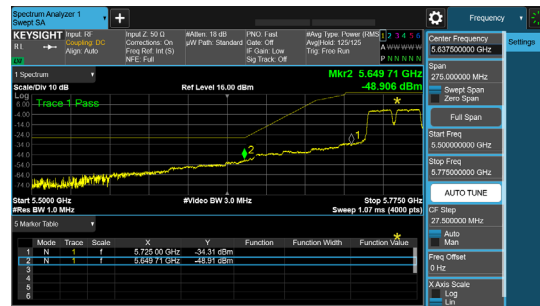 Spectrum Analyzer 1
Swept SA
+
Frequency
KEYSIGHT
Input: RF
Coupling: DC
Align: Auto
Input Z: 50 Ω
Corrections: On
Freq Ref: Int (S)
NFE: Full
#Atten: 18 dB
µW Path: Standard
PNO: Fast
Gate: Off
IF Gain: Low
Sig Track: Off
#Avg Type: Power (RMS
Avg|Hold: 125/125
Trig: Free Run
1 2 3 4 5 6
A W W W W W
P N N N N N
RL
1 Spectrum
Scale/Div 10 dB
Ref Level 16.00 dBm
Mkr2 5.649 71 GHz
-48.906 dBm
Log
Trace 1 Pass
6.00
-4.00
-14.0
-24.0
-34.0
-44.0
-54.0
-64.0
-74.0
1
2
Start 5.5000 GHz
#Res BW 1.0 MHz
#Video BW 3.0 MHz
Stop 5.7750 GHz
Sweep 1.07 ms (4000 pts)
5 Marker Table
Mode Trace Scale X Y Function Function Width Function Value
1 N 1 f 5.725 00 GHz -34.31 dBm
2 N 1 f 5.649 71 GHz -48.91 dBm
3
4
5
6
Settings
Center Frequency
5.637500000 GHz
Span
275.000000 MHz
Swept Span
Zero Span
Full Span
Start Freq
5.500000000 GHz
Stop Freq
5.775000000 GHz
AUTO TUNE
CF Step
27.500000 MHz
Auto
Man
Freq Offset
0 Hz
X Axis Scale
Log
Lin